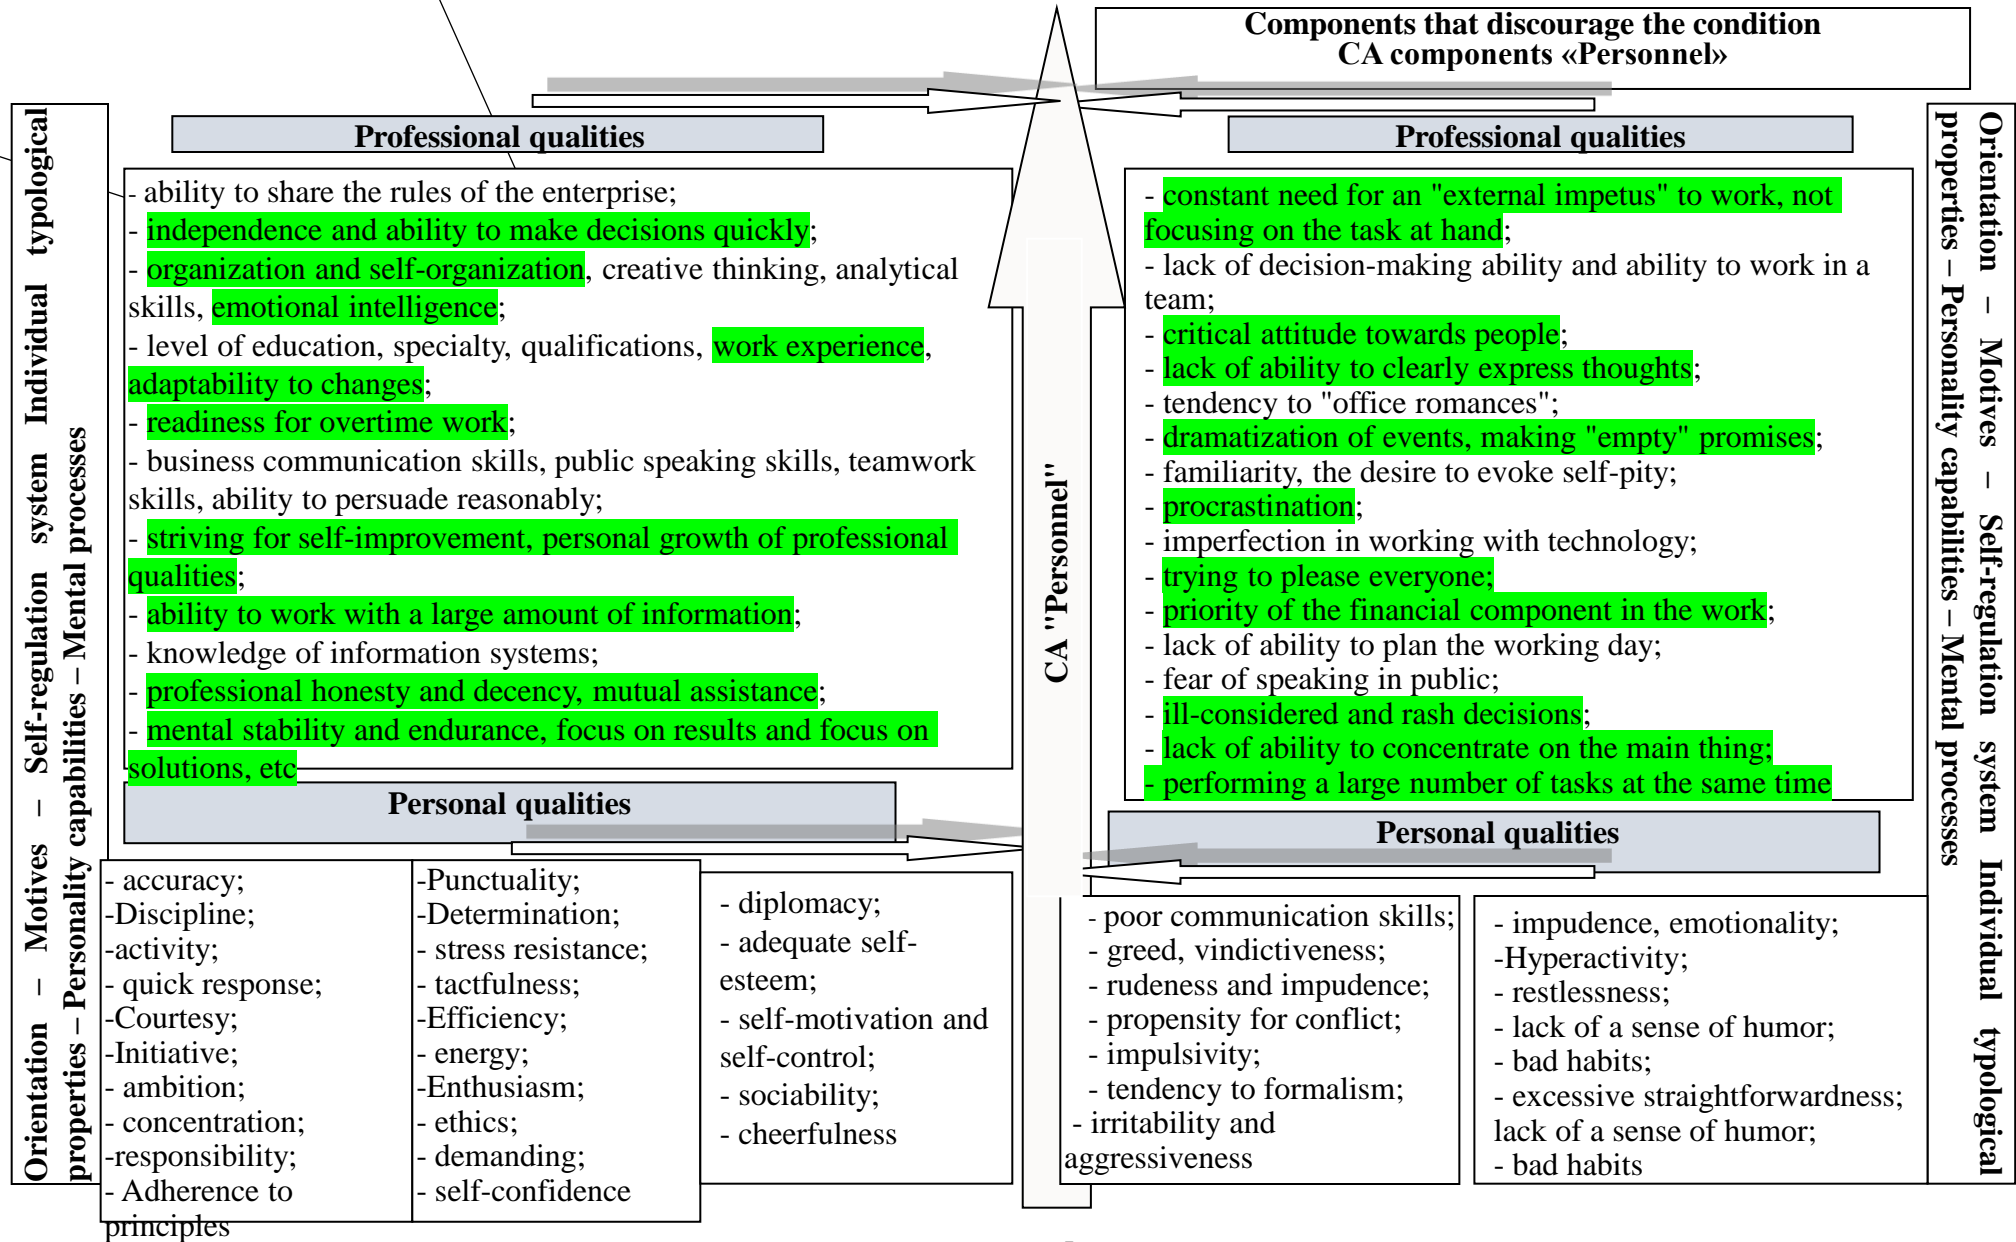 Components that discourage the condition
CA components «Personnel»
Orientation – Motives – Self-regulation system Individual typological
properties – Personality capabilities – Mental processes
Professional qualities
- ability to share the rules of the enterprise;
- independence and ability to make decisions quickly;
- organization and self-organization, creative thinking, analytical
skills, emotional intelligence;
- level of education, specialty, qualifications, work experience,
adaptability to changes;
- readiness for overtime work;
- business communication skills, public speaking skills, teamwork
skills, ability to persuade reasonably;
- striving for self-improvement, personal growth of professional
qualities;
- ability to work with a large amount of information;
- knowledge of information systems;
- professional honesty and decency, mutual assistance;
- mental stability and endurance, focus on results and focus on
solutions, etc
Personal qualities
- accuracy;
-Discipline;
-activity;
- quick response;
-Courtesy;
-Initiative;
- ambition;
- concentration;
-responsibility;
- Adherence to
principles
-Punctuality;
-Determination;
- stress resistance;
- tactfulness;
-Efficiency;
- energy;
-Enthusiasm;
- ethics;
- demanding;
- self-confidence
- diplomacy;
- adequate self-
esteem;
- self-motivation and
self-control;
- sociability;
- cheerfulness
CA "Personnel"
Professional qualities
- constant need for an "external impetus" to work, not
focusing on the task at hand;
- lack of decision-making ability and ability to work in a
team;
- critical attitude towards people;
- lack of ability to clearly express thoughts;
- tendency to "office romances";
- dramatization of events, making "empty" promises;
- familiarity, the desire to evoke self-pity;
- procrastination;
- imperfection in working with technology;
- trying to please everyone;
- priority of the financial component in the work;
- lack of ability to plan the working day;
- fear of speaking in public;
- ill-considered and rash decisions;
- lack of ability to concentrate on the main thing;
- performing a large number of tasks at the same time
Personal qualities
- poor communication skills;
- greed, vindictiveness;
- rudeness and impudence;
- propensity for conflict;
- impulsivity;
- tendency to formalism;
- irritability and
aggressiveness
- impudence, emotionality;
-Hyperactivity;
- restlessness;
- lack of a sense of humor;
- bad habits;
- excessive straightforwardness;
lack of a sense of humor;
- bad habits
Orientation – Motives – Self-regulation system Individual typological
properties – Personality capabilities – Mental processes